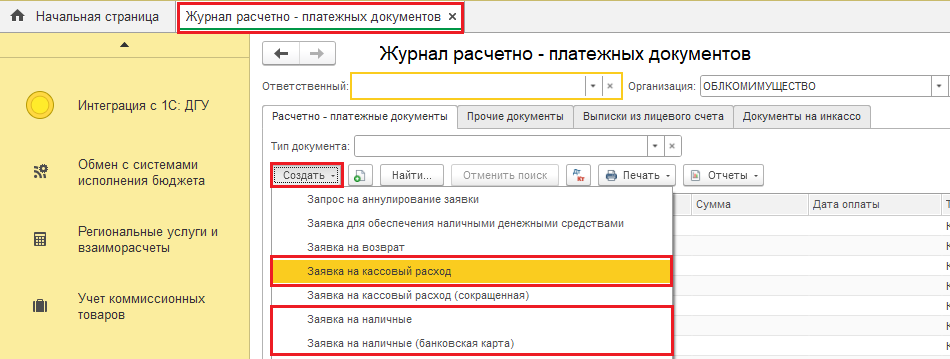 Начальная страница
Журнал расчетно - платежных документов ×
Интеграция с 1С: ДГУ
Обмен с системами
исполнения бюджета
Региональные услуги и
взаиморасчеты
Учет коммиссионных
товаров
Журнал расчетно - платежных документов
Ответственный:
Организация: ОБЛКОМИМУЩЕСТВО
Расчетно - платежные документы
Прочие документы
Выписки из лицевого счета
Документы на инкассо
Тип документа:
Создать
Найти...
Отменить поиск
Дт
Кт
Печать
Отчеты
Сумма
Дата оплаты
Запрос на аннулирование заявки
Заявка для обеспечения наличными денежными средствами
Заявка на возврат
Заявка на кассовый расход
Заявка на кассовый расход (сокращенная)
Заявка на наличные
Заявка на наличные (банковская карта)